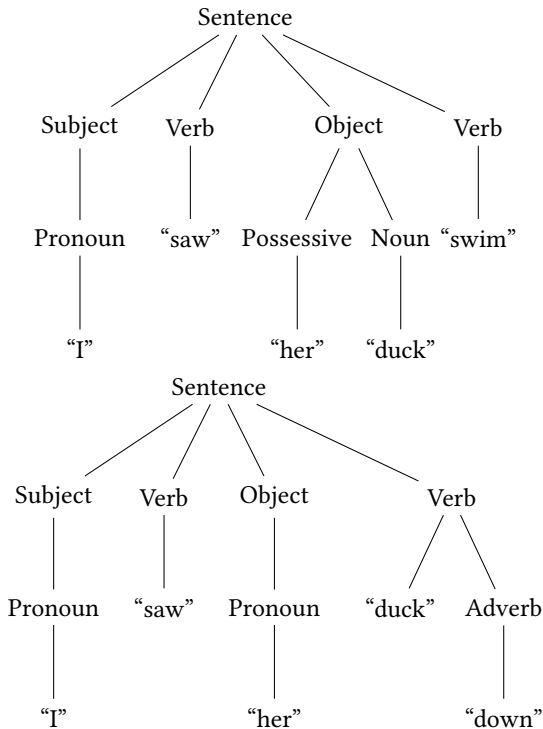 Sentence
Subject Verb Object Verb
Pronoun “saw” Possessive Noun “swim”
“I” “her” “duck”
Sentence
Subject Verb Object Verb
Pronoun “saw” Pronoun “duck” Adverb
“I” “her” “down”